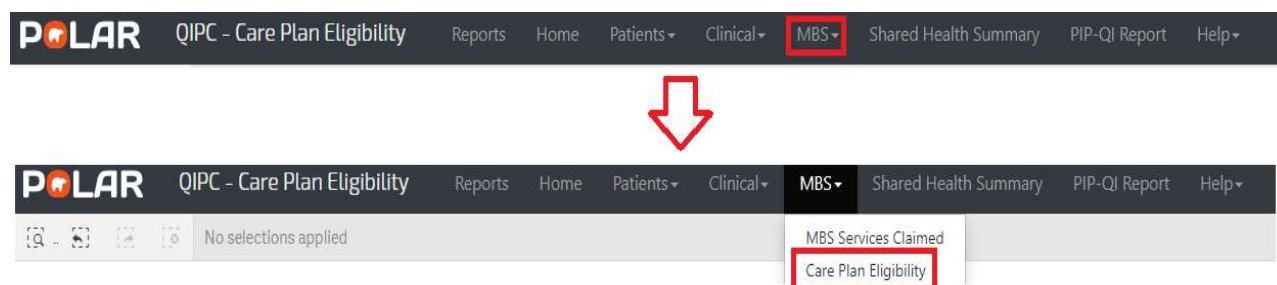 POLAR QIPC - Care Plan Eligibility Reports Home Patients Clinical MBS Shared Health Summary PIP-QI Report Help
POLAR QIPC - Care Plan Eligibility Reports Home Patients Clinical MBS Shared Health Summary PIP-QI Report Help
No selections applied
MBS Services Claimed
Care Plan Eligibility